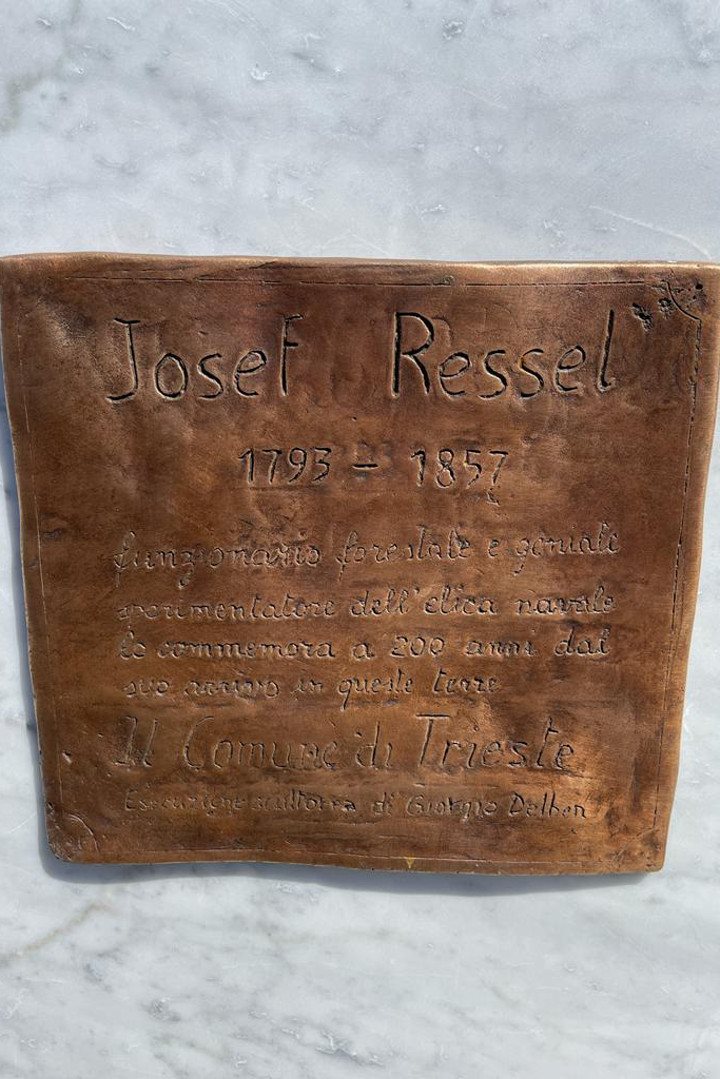 Josef Ressel
1793 - 1857
funzionario forestale e geniale
sperimentatore dell'elica navale
lo commemora a 200 anni dal
suo arrivo in queste terre
Il Comune di Trieste
Esecuzione scultorea di Giorgio Delben